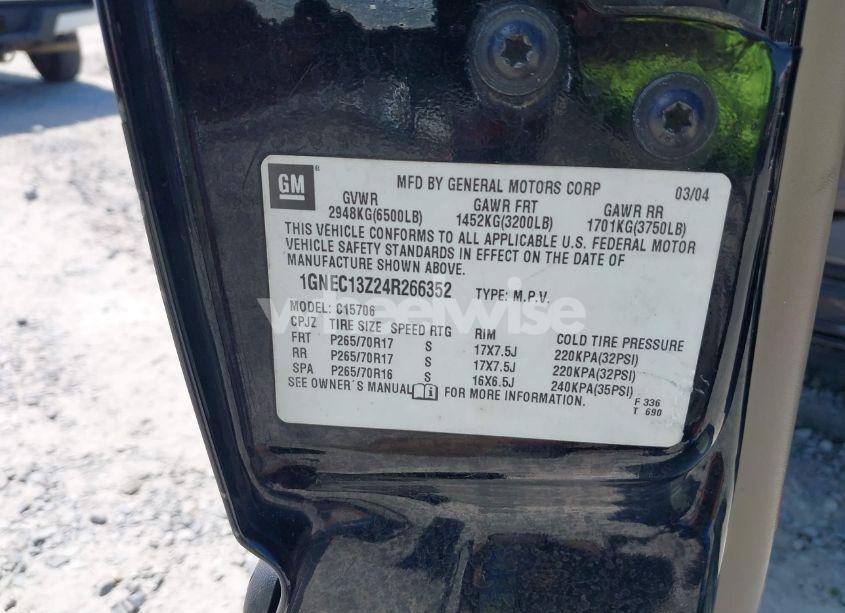 GM
®
MFD BY GENERAL MOTORS CORP 03/04
GVWR GAWR FRT GAWR RR
2948KG(6500LB) 1452KG(3200LB) 1701KG(3750LB)
THIS VEHICLE CONFORMS TO ALL APPLICABLE U.S. FEDERAL MOTOR
VEHICLE SAFETY STANDARDS IN EFFECT ON THE DATE OF
MANUFACTURE SHOWN ABOVE.
1GNEC13Z24R266352 TYPE: M.P.V.
wheelwise
MODEL: C15706
CPJZ TIRE SIZE SPEED RTG RIM COLD TIRE PRESSURE
FRT P265/70R17 S 17X7.5J 220KPA(32PSI)
RR P265/70R17 S 17X7.5J 220KPA(32PSI)
SPA P265/70R16 S 16X6.5J 240KPA(35PSI)
SEE OWNER'S MANUAL FOR MORE INFORMATION.
F 336
T 690